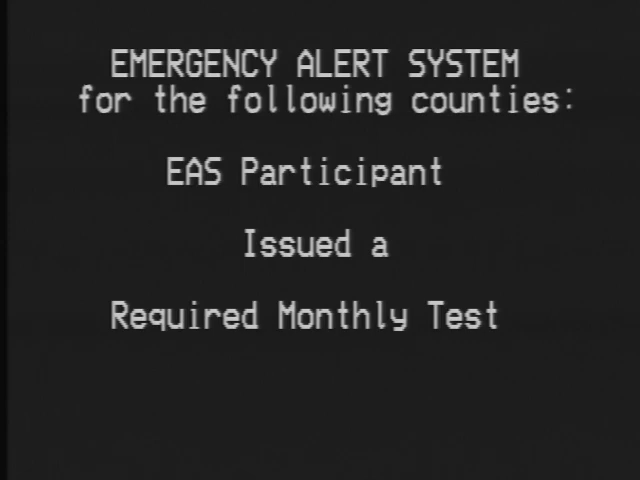 EMERGENCY ALERT SYSTEM
for the following counties:
EAS Participant
Issued a
Required Monthly Test